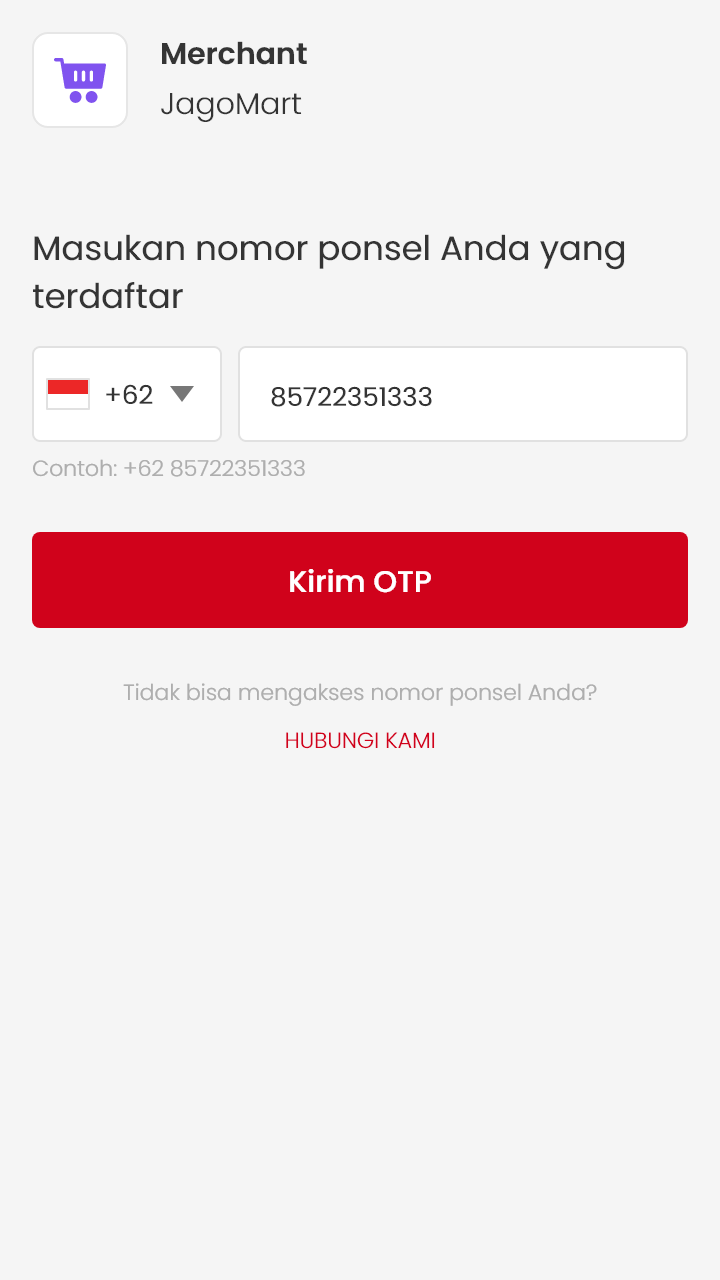 Merchant
JagoMart
Masukan nomor ponsel Anda yang
terdaftar
+62
85722351333
Contoh: +62 85722351333
Kirim OTP
Tidak bisa mengakses nomor ponsel Anda?
HUBUNGI KAMI